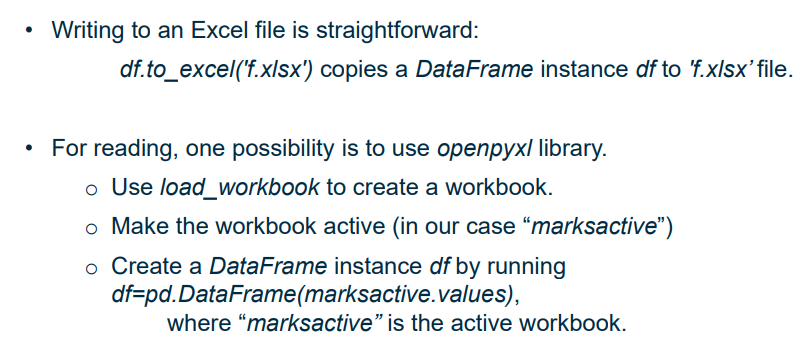 • Writing to an Excel file is straightforward:
df.to_excel('f.xlsx') copies a DataFrame instance df to 'f.xlsx' file.
• For reading, one possibility is to use openpyxl library.
o Use load_workbook to create a workbook.
o Make the workbook active (in our case “marksactive”)
o Create a DataFrame instance df by running
df=pd.DataFrame(marksactive.values),
where “marksactive” is the active workbook.